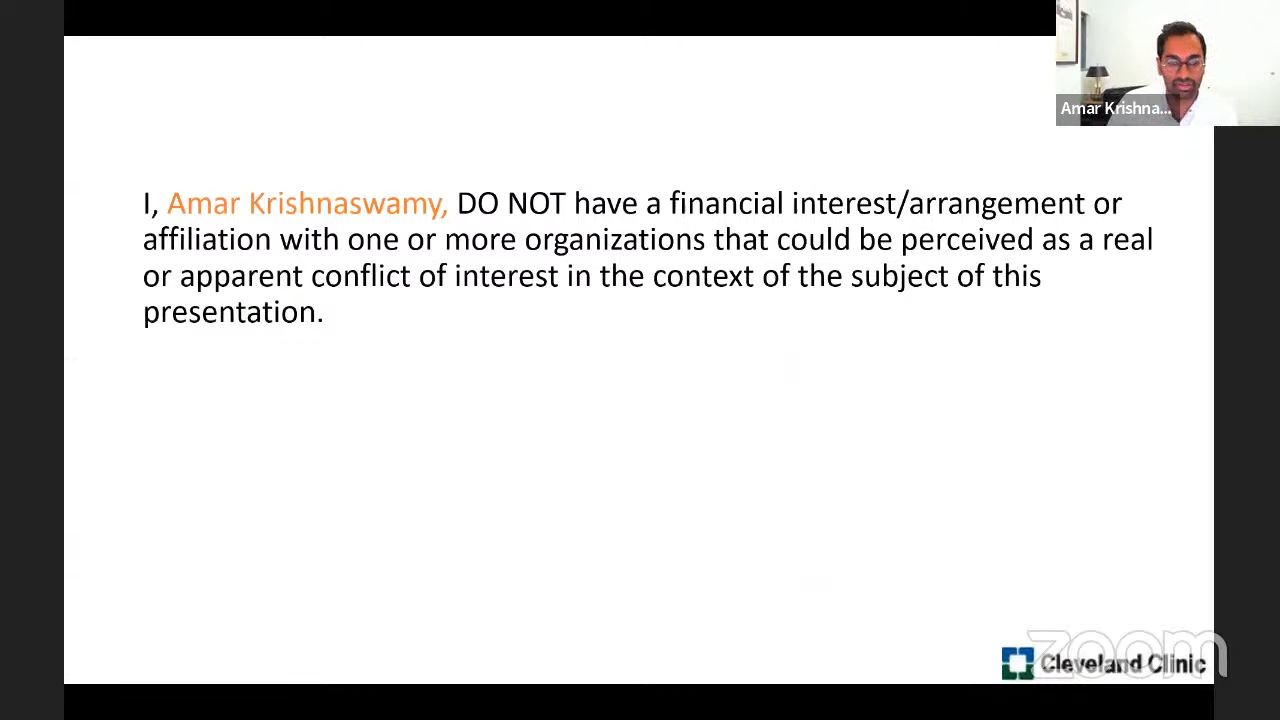 Amar Krishna...
I, Amar Krishnaswamy, DO NOT have a financial interest/arrangement or
affiliation with one or more organizations that could be perceived as a real
or apparent conflict of interest in the context of the subject of this
presentation.
zoom
Cleveland Clinic